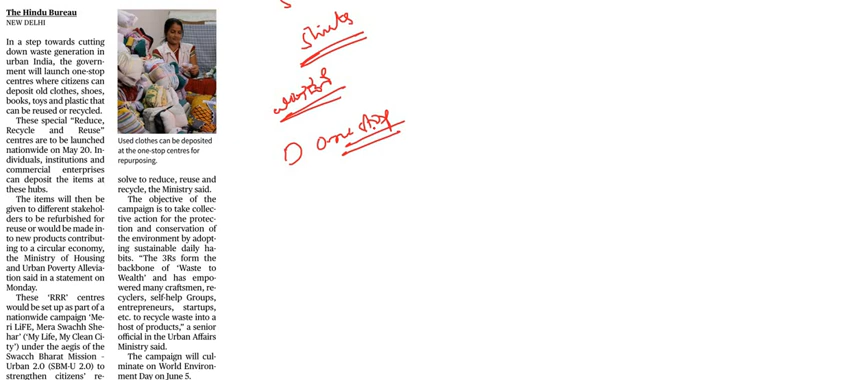 The Hindu Bureau
NEW DELHI
In a step towards cutting
down waste generation in
urban India, the govern-
ment will launch one-stop
centres where citizens can
deposit old clothes, shoes,
books, toys and plastic that
can be reused or recycled.
These special “Reduce,
Recycle and Reuse”
centres are to be launched
nationwide on May 20. In-
dividuals, institutions and
commercial enterprises
can deposit the items at
these hubs.
The items will then be
given to different stakehol-
ders to be refurbished for
reuse or would be made in-
to new products contribut-
ing to a circular economy,
the Ministry of Housing
and Urban Poverty Allevia-
tion said in a statement on
Monday.
These ‘RRR’ centres
would be set up as part of a
nationwide campaign ‘Me-
ri LiFE, Mera Swachh She-
har’ (‘My Life, My Clean Ci-
ty’) under the aegis of the
Swacch Bharat Mission -
Urban 2.0 (SBM-U 2.0) to
strengthen citizens’ re-
Used clothes can be deposited
at the one-stop centres for
repurposing.
solve to reduce, reuse and
recycle, the Ministry said.
The objective of the
campaign is to take collec-
tive action for the protec-
tion and conservation of
the environment by adopt-
ing sustainable daily ha-
bits. “The 3Rs form the
backbone of ‘Waste to
Wealth’ and has empo-
wered many craftsmen, re-
cyclers, self-help Groups,
entrepreneurs, startups,
etc. to recycle waste into a
host of products,” a senior
official in the Urban Affairs
Ministry said.
The campaign will cul-
minate on World Environ-
ment Day on June 5.